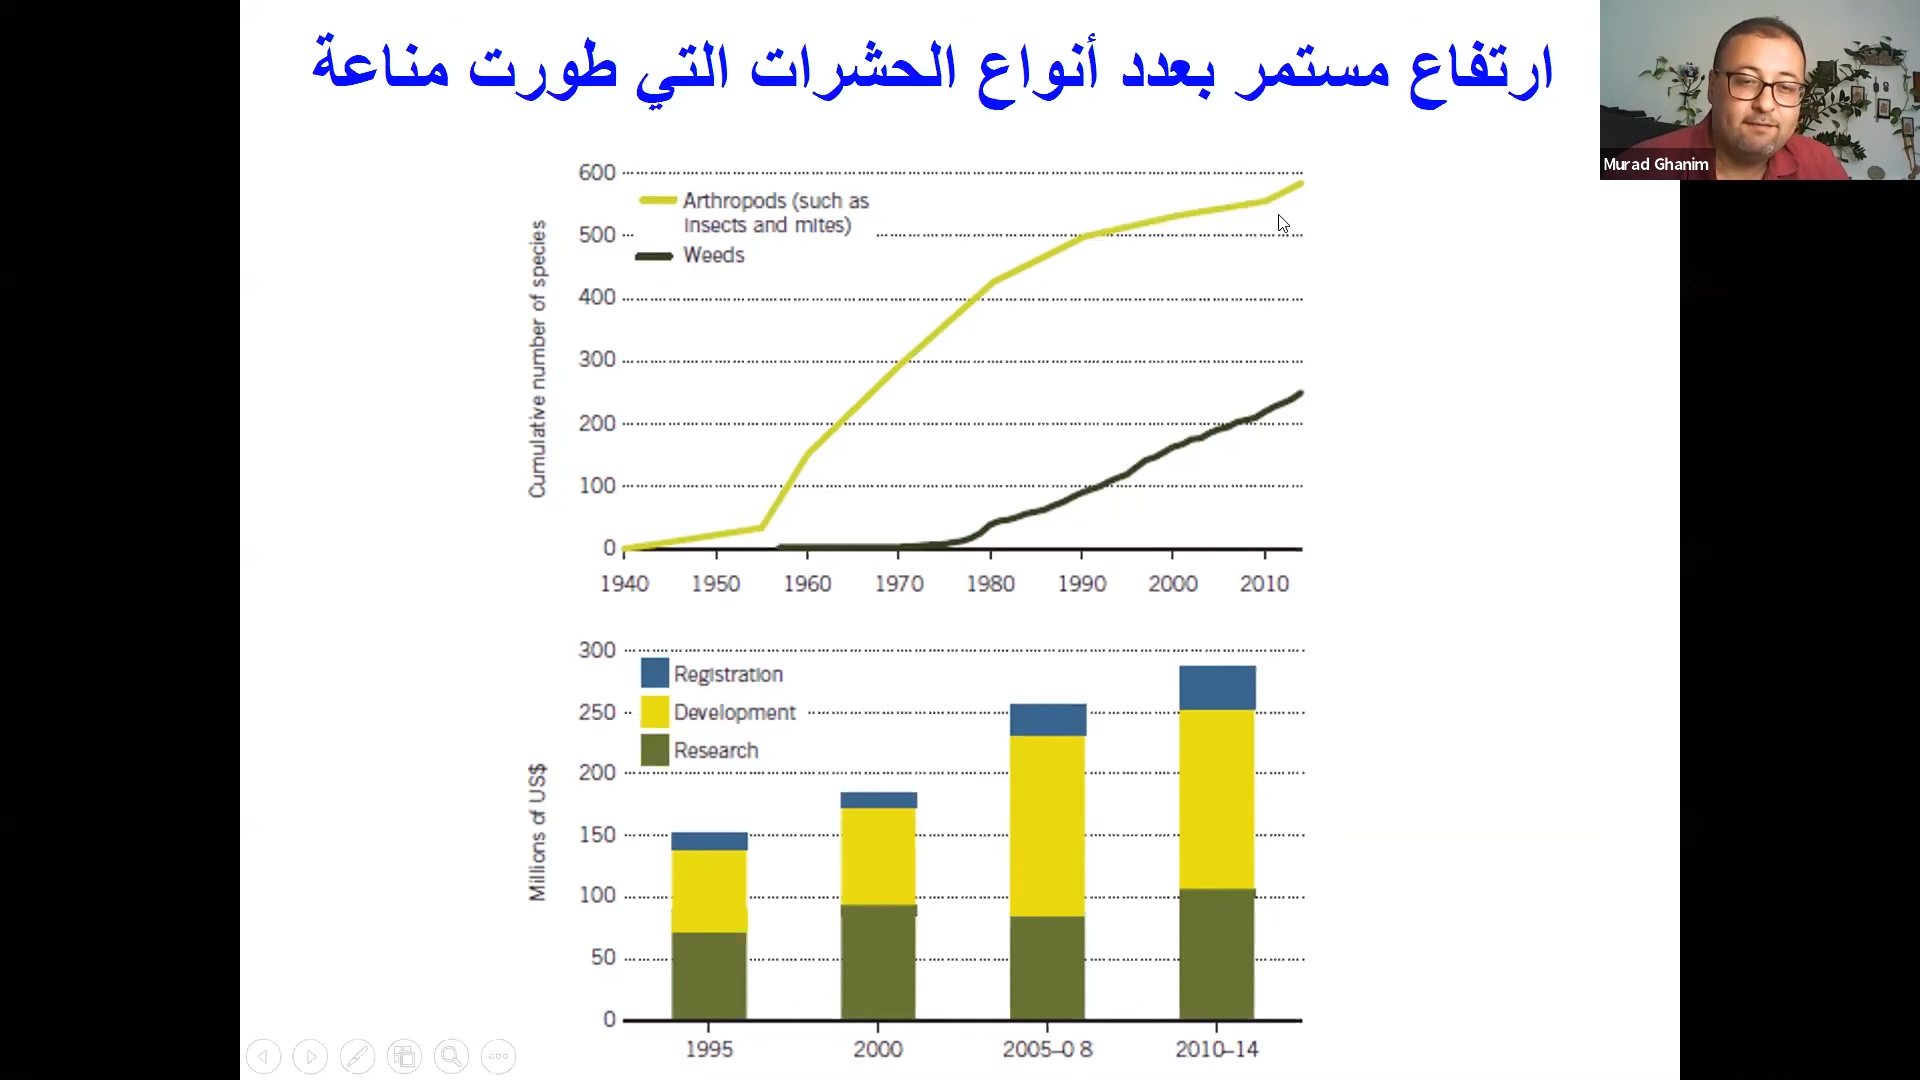 ارتفاع مستمر بعدد أنواع الحشرات التي طورت مناعة
Murad Ghanim
600
500
400
300
200
100
0
Cumulative number of species
Arthropods (such as
insects and mites)
Weeds
1940 1950 1960 1970 1980 1990 2000 2010
300
250
200
150
100
50
0
Millions of US$
Registration
Development
Research
1995 2000 2005–0 8 2010–14